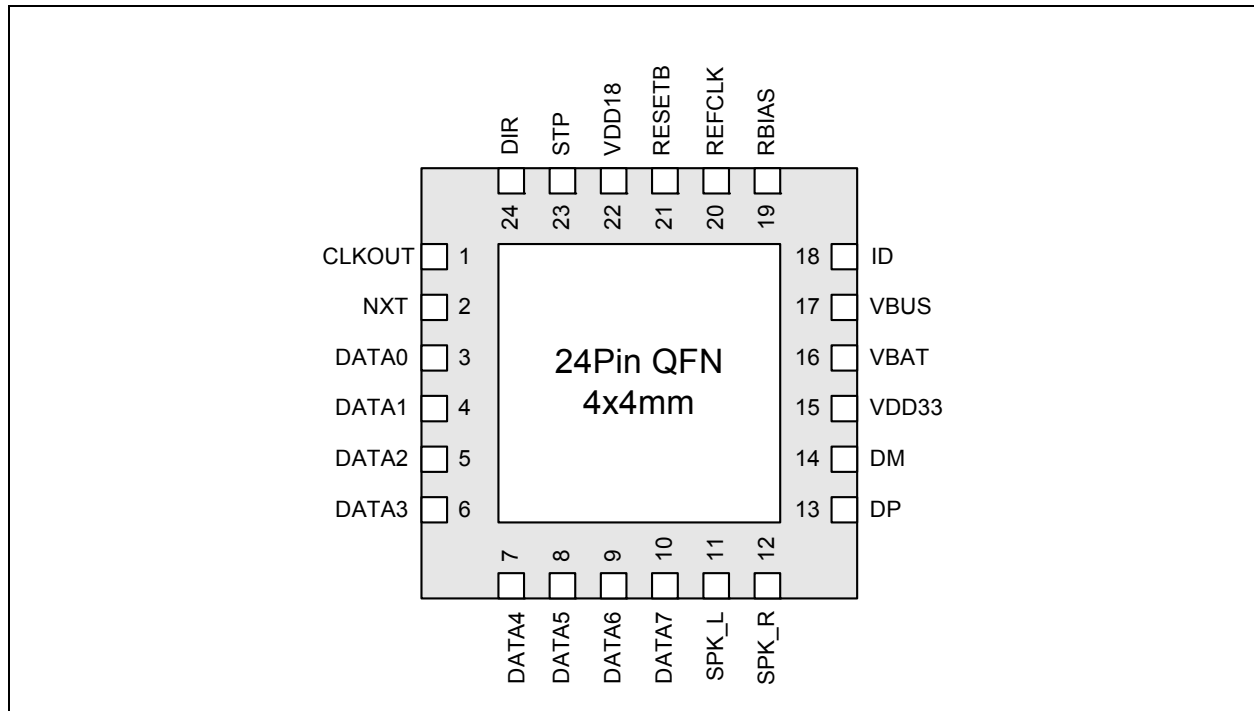 DIR
STP
VDD18
RESETB
REFCLK
RBIAS
24
23
22
21
20
19
CLKOUT 1
NXT 2
DATA0 3
DATA1 4
DATA2 5
DATA3 6
24Pin QFN
4x4mm
18 ID
17 VBUS
16 VBAT
15 VDD33
14 DM
13 DP
7
8
9
10
11
12
DATA4
DATA5
DATA6
DATA7
SPK_L
SPK_R